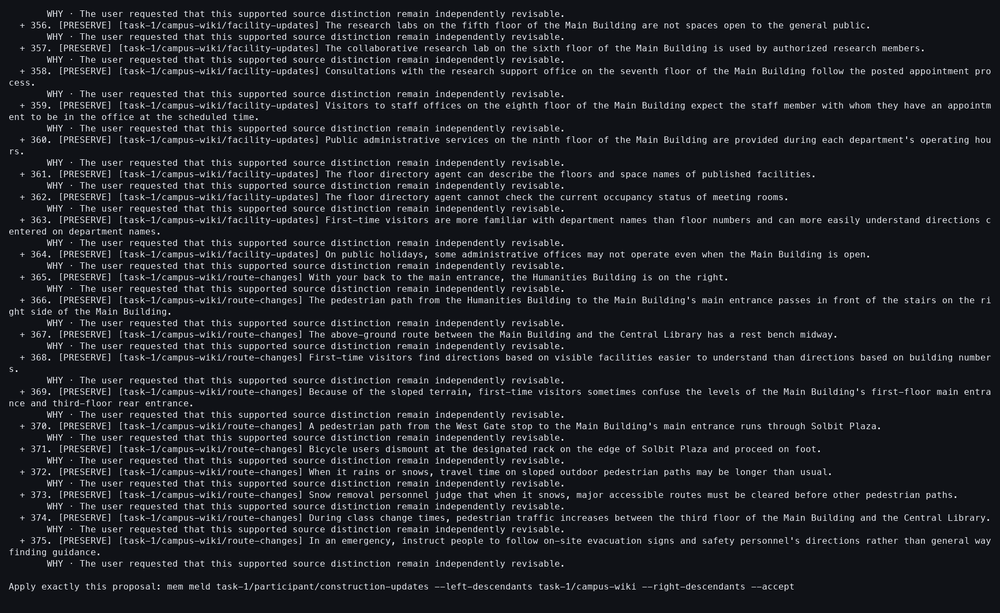 WHY · The user requested that this supported source distinction remain independently revisable.
+ 356. [PRESERVE] [task-1/campus-wiki/facility-updates] The research labs on the fifth floor of the Main Building are not spaces open to the general public.
WHY · The user requested that this supported source distinction remain independently revisable.
+ 357. [PRESERVE] [task-1/campus-wiki/facility-updates] The collaborative research lab on the sixth floor of the Main Building is used by authorized research members.
WHY · The user requested that this supported source distinction remain independently revisable.
+ 358. [PRESERVE] [task-1/campus-wiki/facility-updates] Consultations with the research support office on the seventh floor of the Main Building follow the posted appointment pro
cess.
WHY · The user requested that this supported source distinction remain independently revisable.
+ 359. [PRESERVE] [task-1/campus-wiki/facility-updates] Visitors to staff offices on the eighth floor of the Main Building expect the staff member with whom they have an appointm
ent to be in the office at the scheduled time.
WHY · The user requested that this supported source distinction remain independently revisable.
+ 360. [PRESERVE] [task-1/campus-wiki/facility-updates] Public administrative services on the ninth floor of the Main Building are provided during each department's operating hou
rs.
WHY · The user requested that this supported source distinction remain independently revisable.
+ 361. [PRESERVE] [task-1/campus-wiki/facility-updates] The floor directory agent can describe the floors and space names of published facilities.
WHY · The user requested that this supported source distinction remain independently revisable.
+ 362. [PRESERVE] [task-1/campus-wiki/facility-updates] The floor directory agent cannot check the current occupancy status of meeting rooms.
WHY · The user requested that this supported source distinction remain independently revisable.
+ 363. [PRESERVE] [task-1/campus-wiki/facility-updates] First-time visitors are more familiar with department names than floor numbers and can more easily understand directions c
entered on department names.
WHY · The user requested that this supported source distinction remain independently revisable.
+ 364. [PRESERVE] [task-1/campus-wiki/facility-updates] On public holidays, some administrative offices may not operate even when the Main Building is open.
WHY · The user requested that this supported source distinction remain independently revisable.
+ 365. [PRESERVE] [task-1/campus-wiki/route-changes] With your back to the main entrance, the Humanities Building is on the right.
WHY · The user requested that this supported source distinction remain independently revisable.
+ 366. [PRESERVE] [task-1/campus-wiki/route-changes] The pedestrian path from the Humanities Building to the Main Building's main entrance passes in front of the stairs on the ri
ght side of the Main Building.
WHY · The user requested that this supported source distinction remain independently revisable.
+ 367. [PRESERVE] [task-1/campus-wiki/route-changes] The above-ground route between the Main Building and the Central Library has a rest bench midway.
WHY · The user requested that this supported source distinction remain independently revisable.
+ 368. [PRESERVE] [task-1/campus-wiki/route-changes] First-time visitors find directions based on visible facilities easier to understand than directions based on building number
s.
WHY · The user requested that this supported source distinction remain independently revisable.
+ 369. [PRESERVE] [task-1/campus-wiki/route-changes] Because of the sloped terrain, first-time visitors sometimes confuse the levels of the Main Building's first-floor main entra
nce and third-floor rear entrance.
WHY · The user requested that this supported source distinction remain independently revisable.
+ 370. [PRESERVE] [task-1/campus-wiki/route-changes] A pedestrian path from the West Gate stop to the Main Building's main entrance runs through Solbit Plaza.
WHY · The user requested that this supported source distinction remain independently revisable.
+ 371. [PRESERVE] [task-1/campus-wiki/route-changes] Bicycle users dismount at the designated rack on the edge of Solbit Plaza and proceed on foot.
WHY · The user requested that this supported source distinction remain independently revisable.
+ 372. [PRESERVE] [task-1/campus-wiki/route-changes] When it rains or snows, travel time on sloped outdoor pedestrian paths may be longer than usual.
WHY · The user requested that this supported source distinction remain independently revisable.
+ 373. [PRESERVE] [task-1/campus-wiki/route-changes] Snow removal personnel judge that when it snows, major accessible routes must be cleared before other pedestrian paths.
WHY · The user requested that this supported source distinction remain independently revisable.
+ 374. [PRESERVE] [task-1/campus-wiki/route-changes] During class change times, pedestrian traffic increases between the third floor of the Main Building and the Central Library.
WHY · The user requested that this supported source distinction remain independently revisable.
+ 375. [PRESERVE] [task-1/campus-wiki/route-changes] In an emergency, instruct people to follow on-site evacuation signs and safety personnel's directions rather than general way
finding guidance.
WHY · The user requested that this supported source distinction remain independently revisable.
Apply exactly this proposal: mem meld task-1/participant/construction-updates --left-descendants task-1/campus-wiki --right-descendants --accept